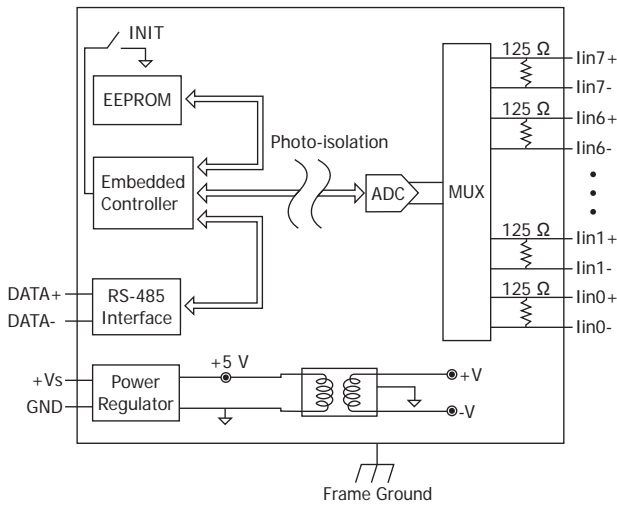 INIT
EEPROM
Photo-isolation
Embedded
Controller
ADC
MUX
125 Ω
Iin7+
Iin7-
125 Ω
Iin6+
Iin6-
125 Ω
Iin1+
Iin1-
125 Ω
Iin0+
Iin0-
DATA+
DATA-
RS-485
Interface
+Vs
GND
Power
Regulator
+5 V
+V
-V
Frame Ground